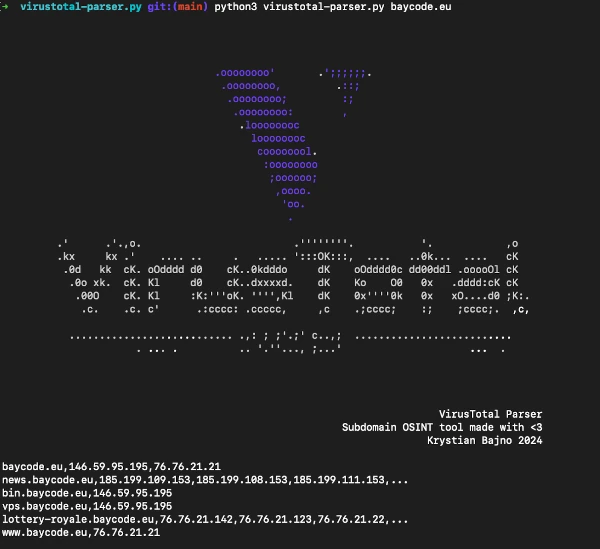 → virustotal-parser.py git:(main) python3 virustotal-parser.py baycode.eu
VirusTotal
VirusTotal Parser
Subdomain OSINT tool made with <3
Krystian Bajno 2024
baycode.eu,146.59.95.195,76.76.21.21
news.baycode.eu,185.199.109.153,185.199.108.153,185.199.111.153,...
bin.baycode.eu,146.59.95.195
vps.baycode.eu,146.59.95.195
lottery-royale.baycode.eu,76.76.21.142,76.76.21.123,76.76.21.22,...
www.baycode.eu,76.76.21.21